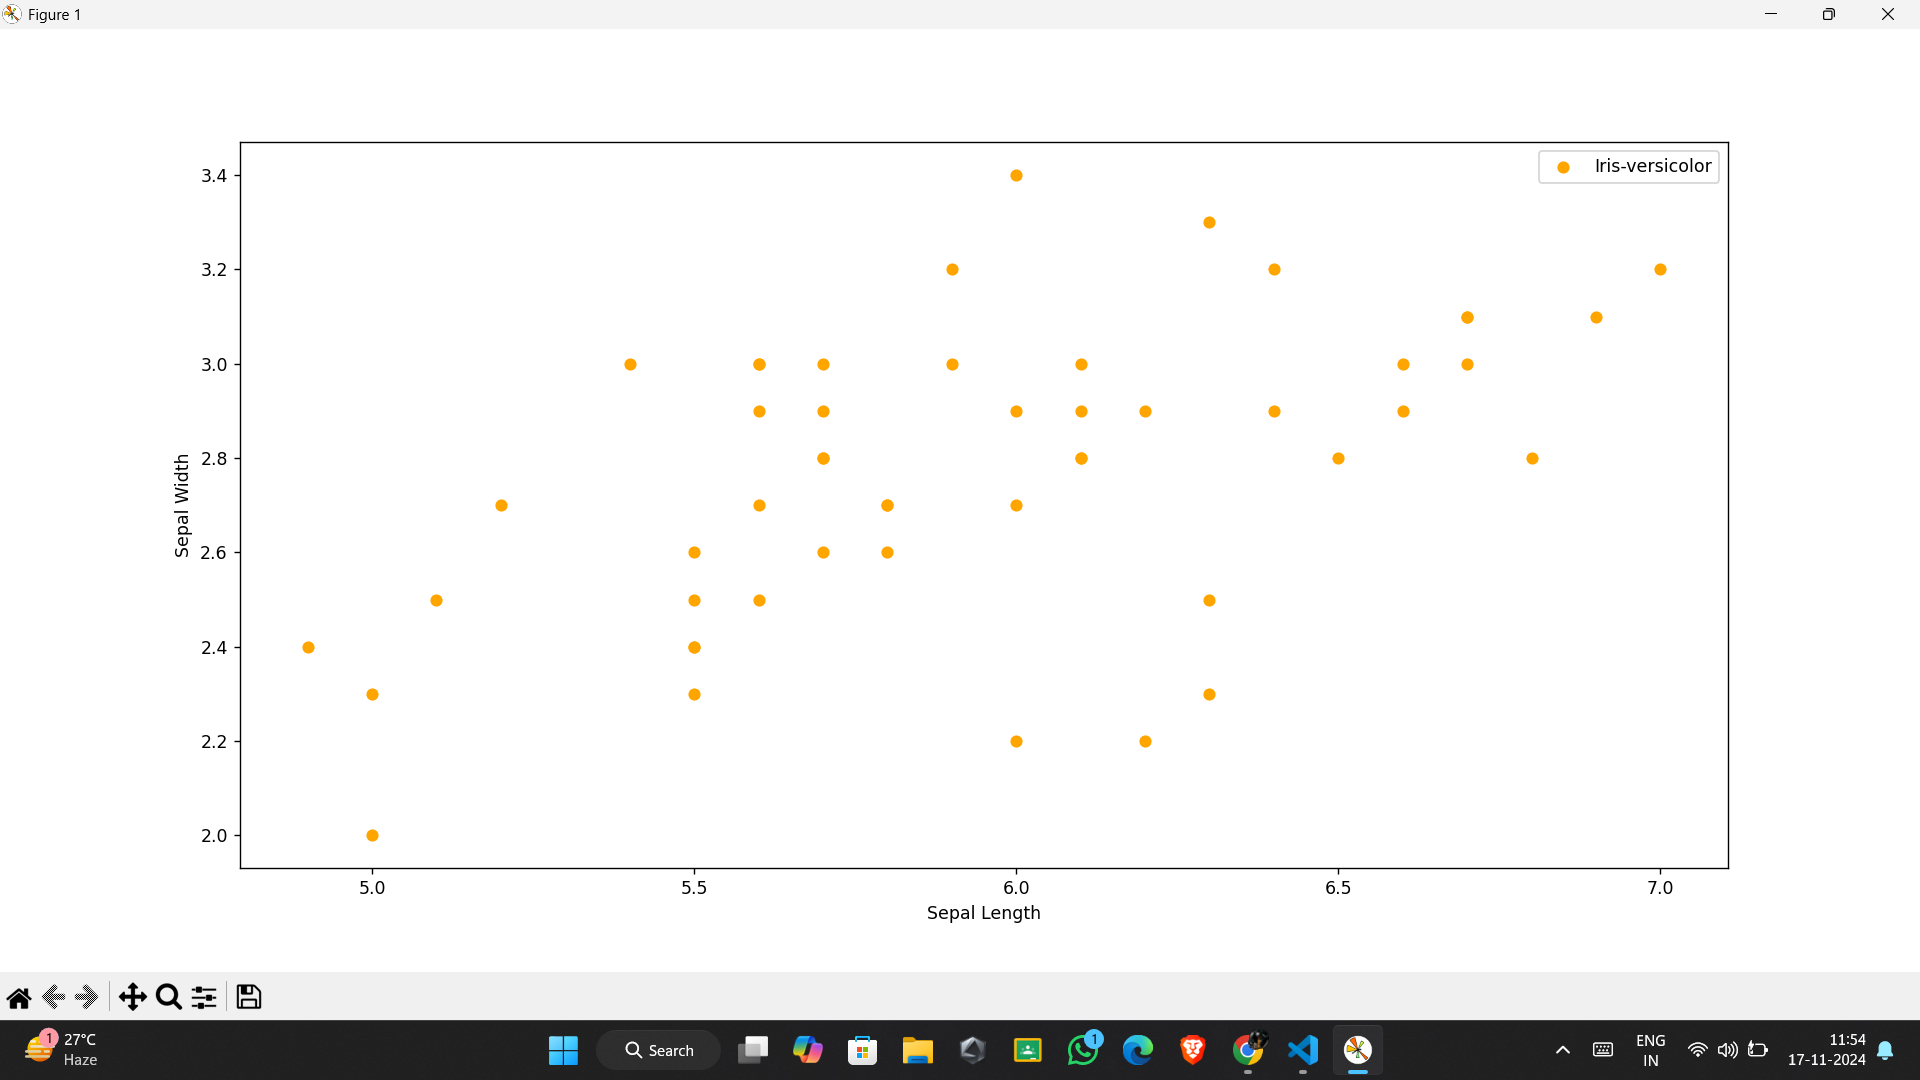 Figure 1
Iris-versicolor
3.4
3.2
3.0
2.8
2.6
2.4
2.2
2.0
Sepal Width
5.0
5.5
6.0
6.5
7.0
Sepal Length
1
27°C
Haze
Search
1
ENG
IN
11:54
17-11-2024